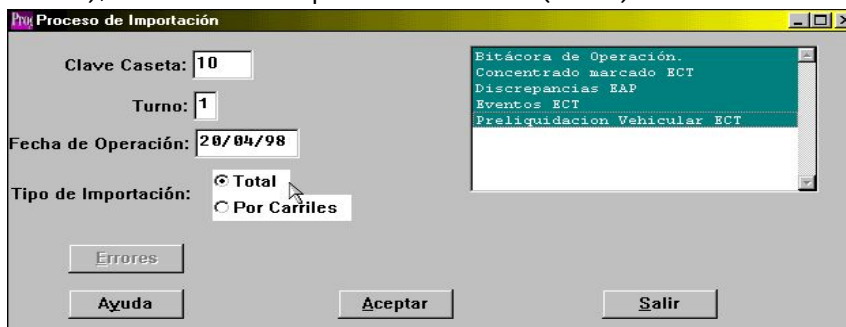 Proceso de Importación
Clave Caseta: 10
Turno: 1
Fecha de Operación: 20/04/98
Tipo de Importación:
Total
Por Carriles
Bitácora de Operación.
Concentrado marcado ECT
Discrepancias EAP
Eventos ECT
Preliquidacion Vehicular ECT
Errores
Ayuda
Aceptar
Salir